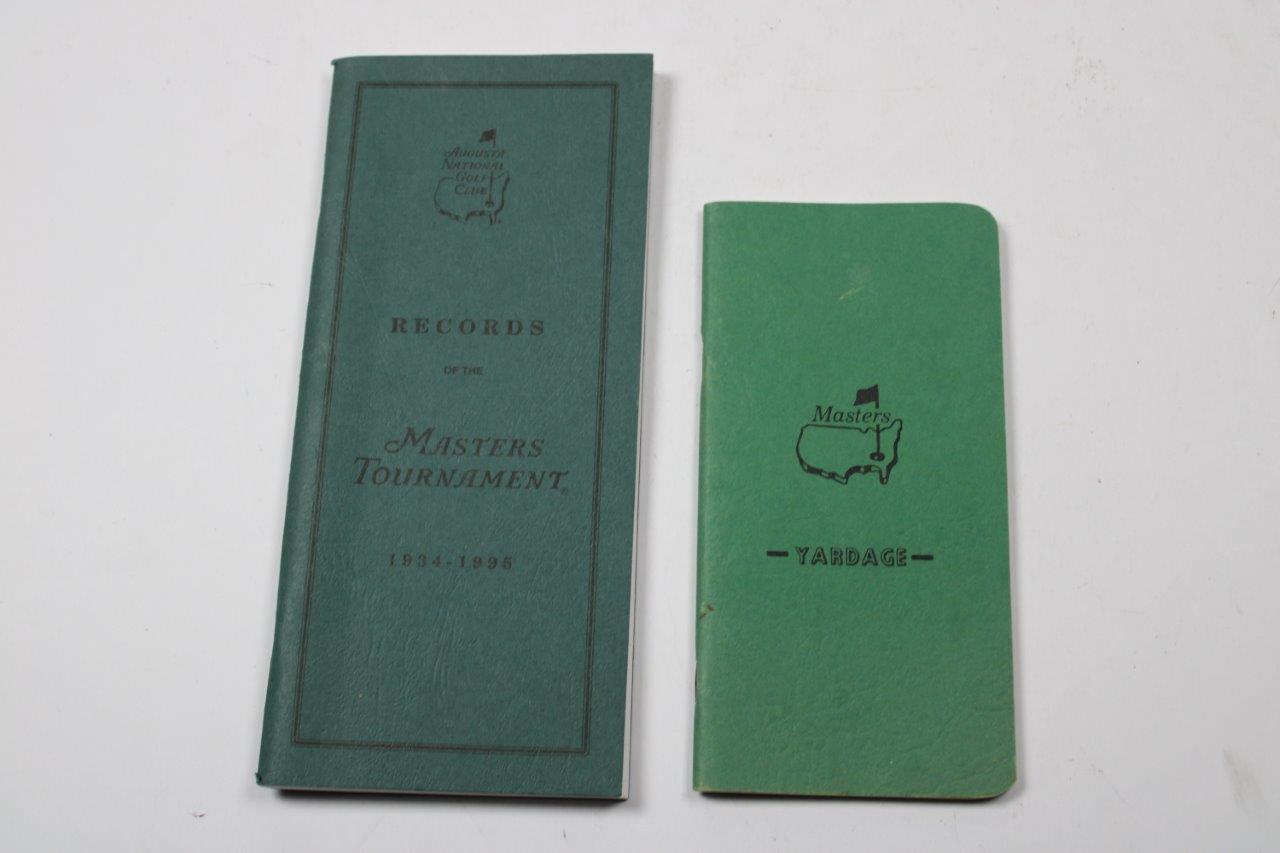 AUGUSTA
NATIONAL
GOLF
CLUB
RECORDS
OF THE
MASTERS
TOURNAMENT®
1934-1995
Masters
- YARDAGE -